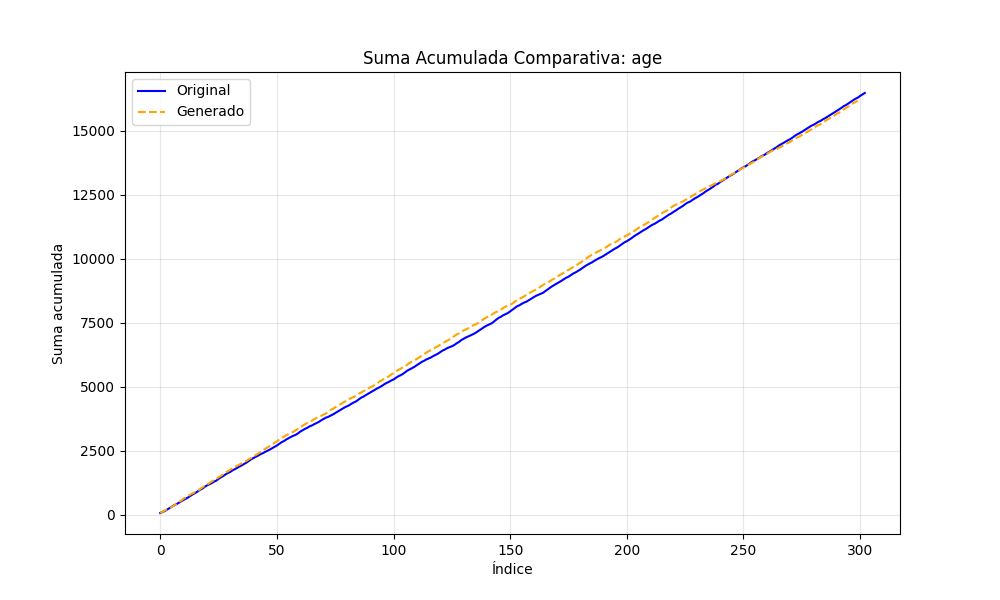 Suma Acumulada Comparativa: age
Original
Generado
Suma acumulada
15000
12500
10000
7500
5000
2500
0
0 50 100 150 200 250 300
Índice